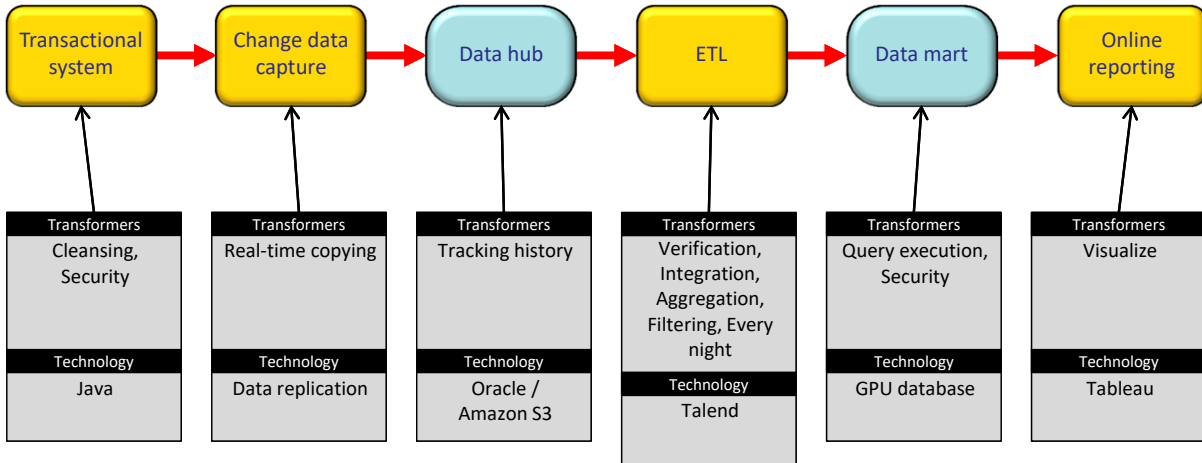 Transactional
system
Change data
capture
Data hub
ETL
Data mart
Online
reporting
Transformers
Cleansing,
Security
Technology
Java
Transformers
Real-time copying
Technology
Data replication
Transformers
Tracking history
Technology
Oracle /
Amazon S3
Transformers
Verification,
Integration,
Aggregation,
Filtering, Every
night
Technology
Talend
Transformers
Query execution,
Security
Technology
GPU database
Transformers
Visualize
Technology
Tableau